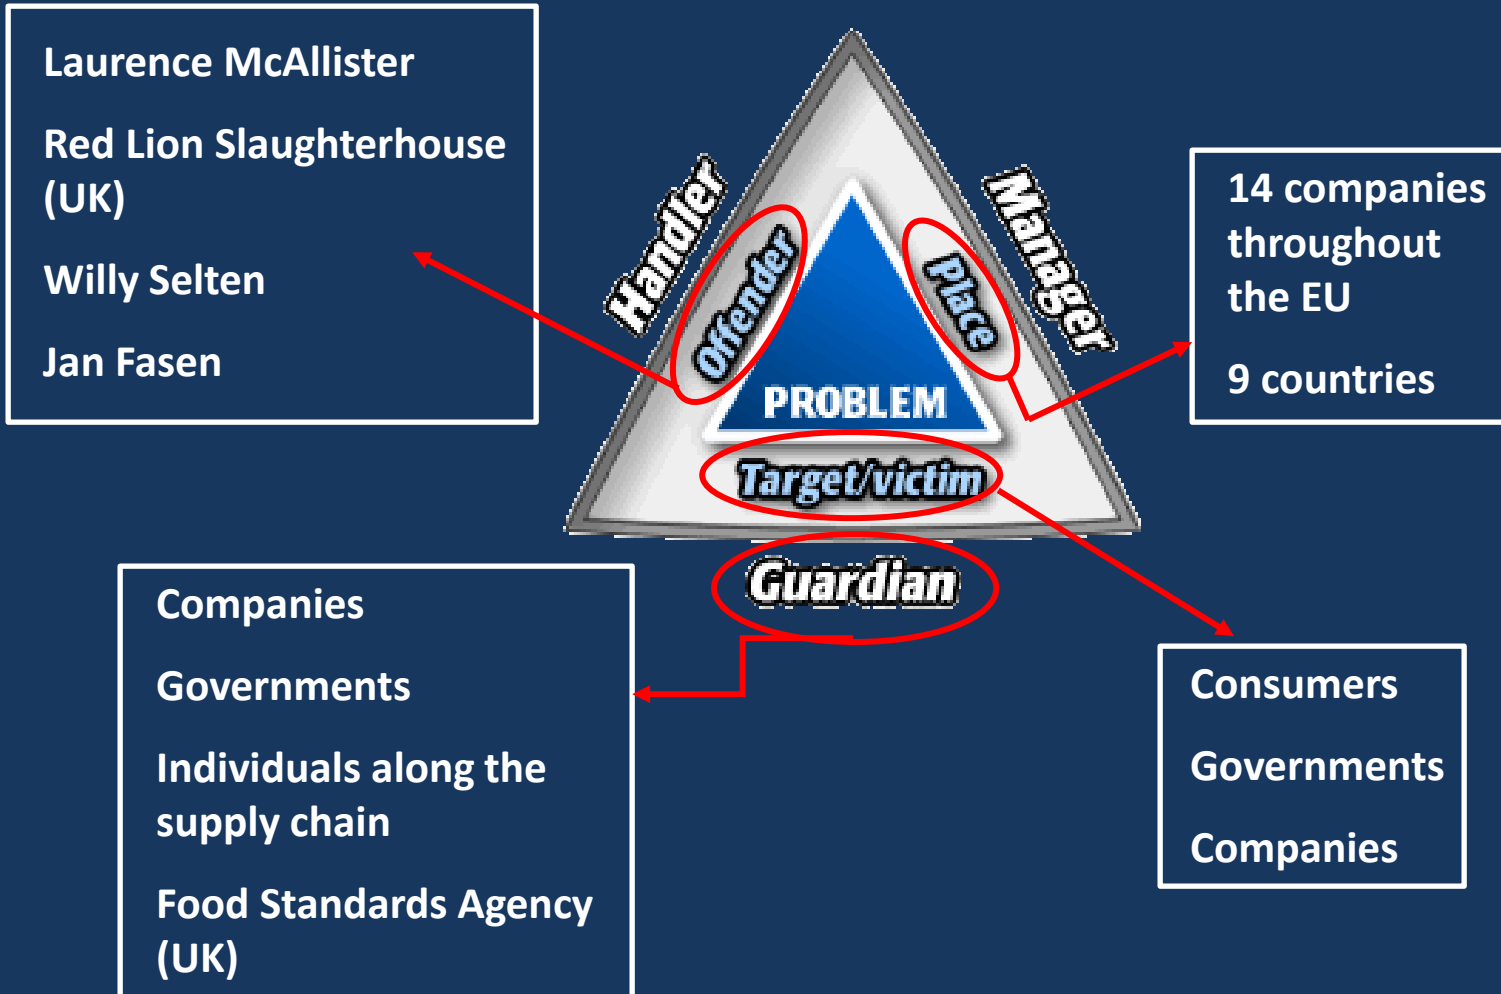 Laurence McAllister
Red Lion Slaughterhouse
(UK)
Willy Selten
Jan Fasen
Handler
Offender
Place
Manager
PROBLEM
Target/victim
Guardian
14 companies
throughout
the EU
9 countries
Companies
Governments
Individuals along the
supply chain
Food Standards Agency
(UK)
Consumers
Governments
Companies